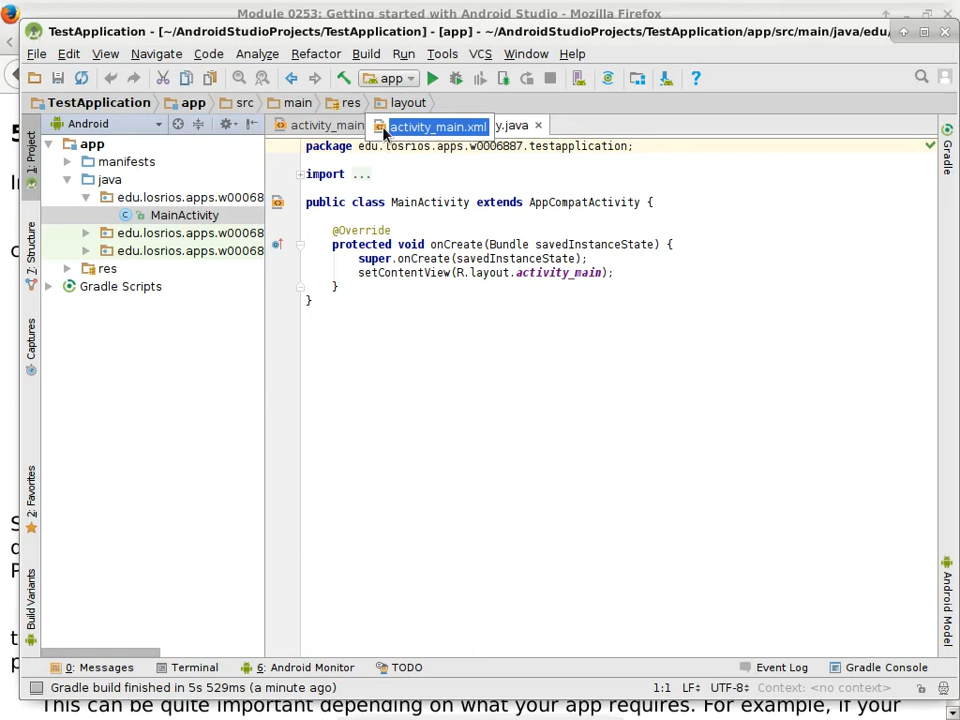 Module 0253: Getting started with Android Studio - Mozilla Firefox
TestApplication - [~/AndroidStudioProjects/TestApplication] - [app] - ~/AndroidStudioProjects/TestApplication/app/src/main/java/edu/
File Edit View Navigate Code Analyze Refactor Build Run Tools VCS Window Help
app
TestApplication app src main res layout
Android
activity_main
activity_main.xml
y.java
1: Project
7: Structure
Captures
2: Favorites
Build Variants
app
manifests
java
edu.losrios.apps.w00068
MainActivity
edu.losrios.apps.w00068
edu.losrios.apps.w00068
res
Gradle Scripts
package edu.losrios.apps.w0006887.testapplication;
import ...
public class MainActivity extends AppCompatActivity {
@Override
protected void onCreate(Bundle savedInstanceState) {
super.onCreate(savedInstanceState);
setContentView(R.layout.activity_main);
}
}
Gradle
Android Model
0: Messages Terminal 6: Android Monitor TODO Event Log Gradle Console
Gradle build finished in 5s 529ms (a minute ago) 1:1 LF÷ UTF-8÷ Context: <no context>
This can be quite important depending on what your app requires. For example, if your